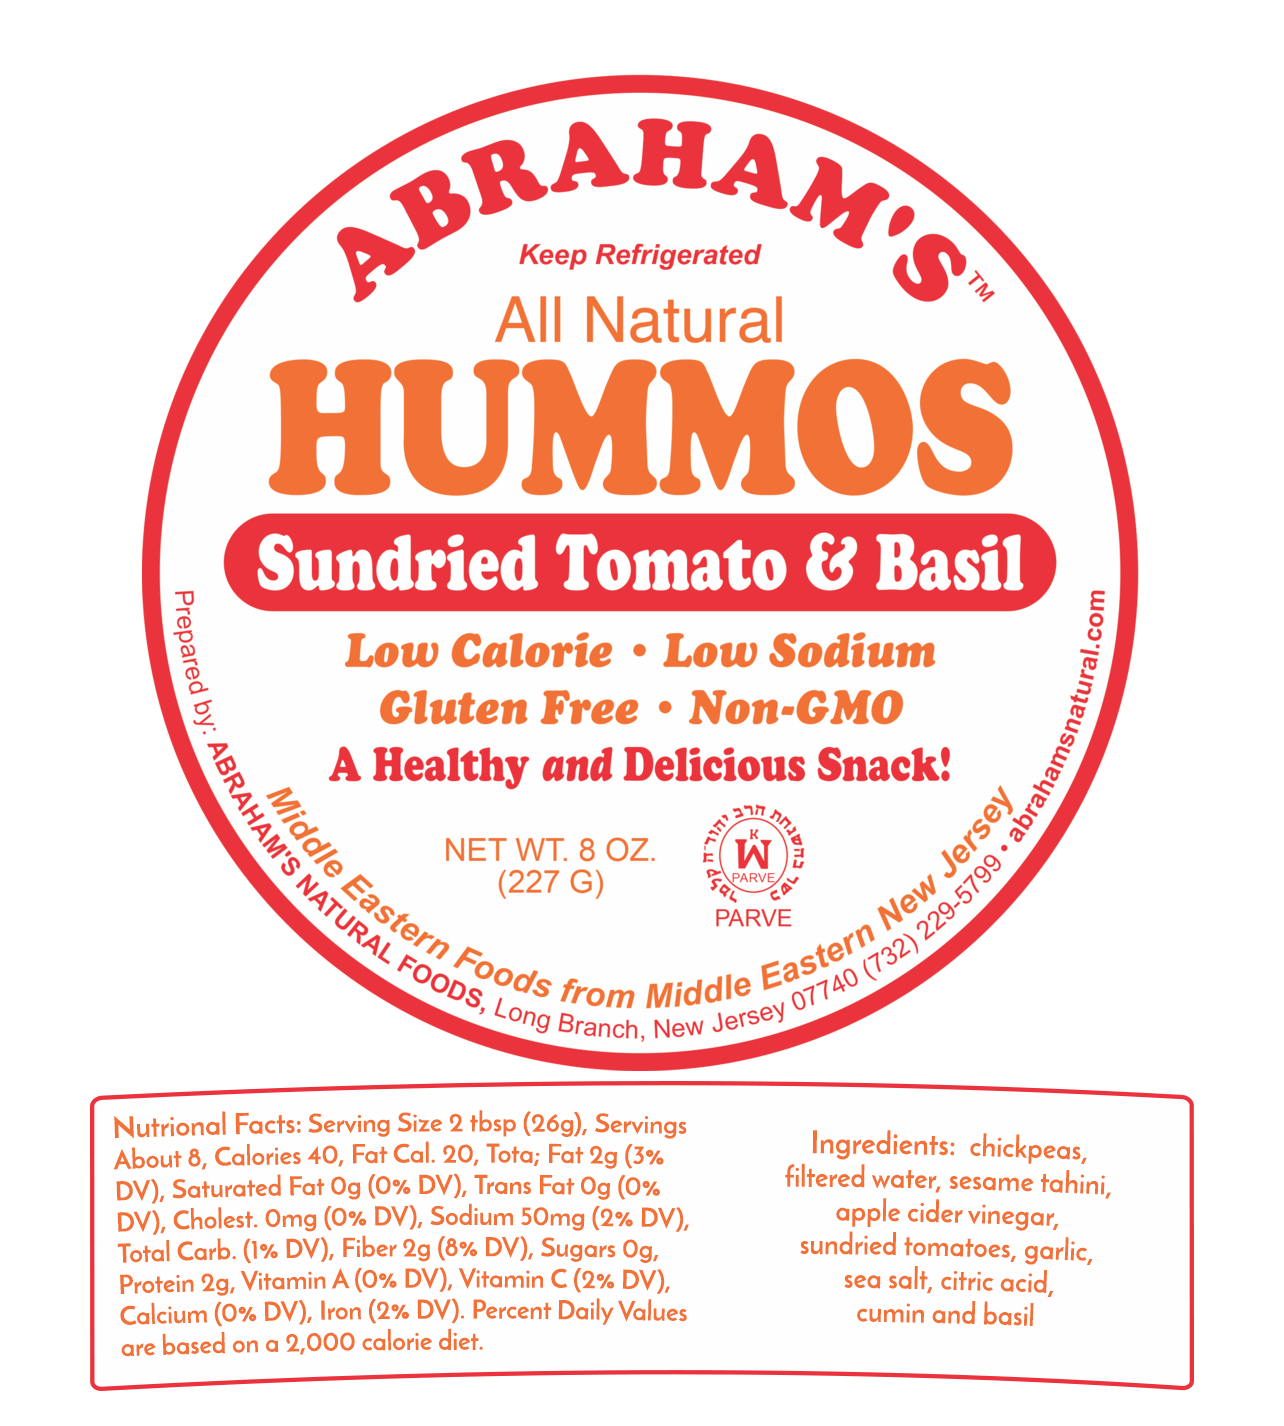 ABRAHAM'S™
Keep Refrigerated
All Natural
HUMMOS
Sundried Tomato & Basil
Low Calorie • Low Sodium
Gluten Free • Non-GMO
A Healthy and Delicious Snack!
NET WT. 8 OZ.
(227 G)
כשר בהשגחת הרב יהודה קלמר
K
W
PARVE
PARVE
Middle Eastern Foods from Middle Eastern New Jersey
Prepared by: ABRAHAM'S NATURAL FOODS, Long Branch, New Jersey 07740 (732) 229-5799 • abrahamsnatural.com
Nutrional Facts: Serving Size 2 tbsp (26g), Servings
About 8, Calories 40, Fat Cal. 20, Tota; Fat 2g (3%
DV), Saturated Fat 0g (0% DV), Trans Fat 0g (0%
DV), Cholest. 0mg (0% DV), Sodium 50mg (2% DV),
Total Carb. (1% DV), Fiber 2g (8% DV), Sugars 0g,
Protein 2g, Vitamin A (0% DV), Vitamin C (2% DV),
Calcium (0% DV), Iron (2% DV). Percent Daily Values
are based on a 2,000 calorie diet.
Ingredients: chickpeas,
filtered water, sesame tahini,
apple cider vinegar,
sundried tomatoes, garlic,
sea salt, citric acid,
cumin and basil